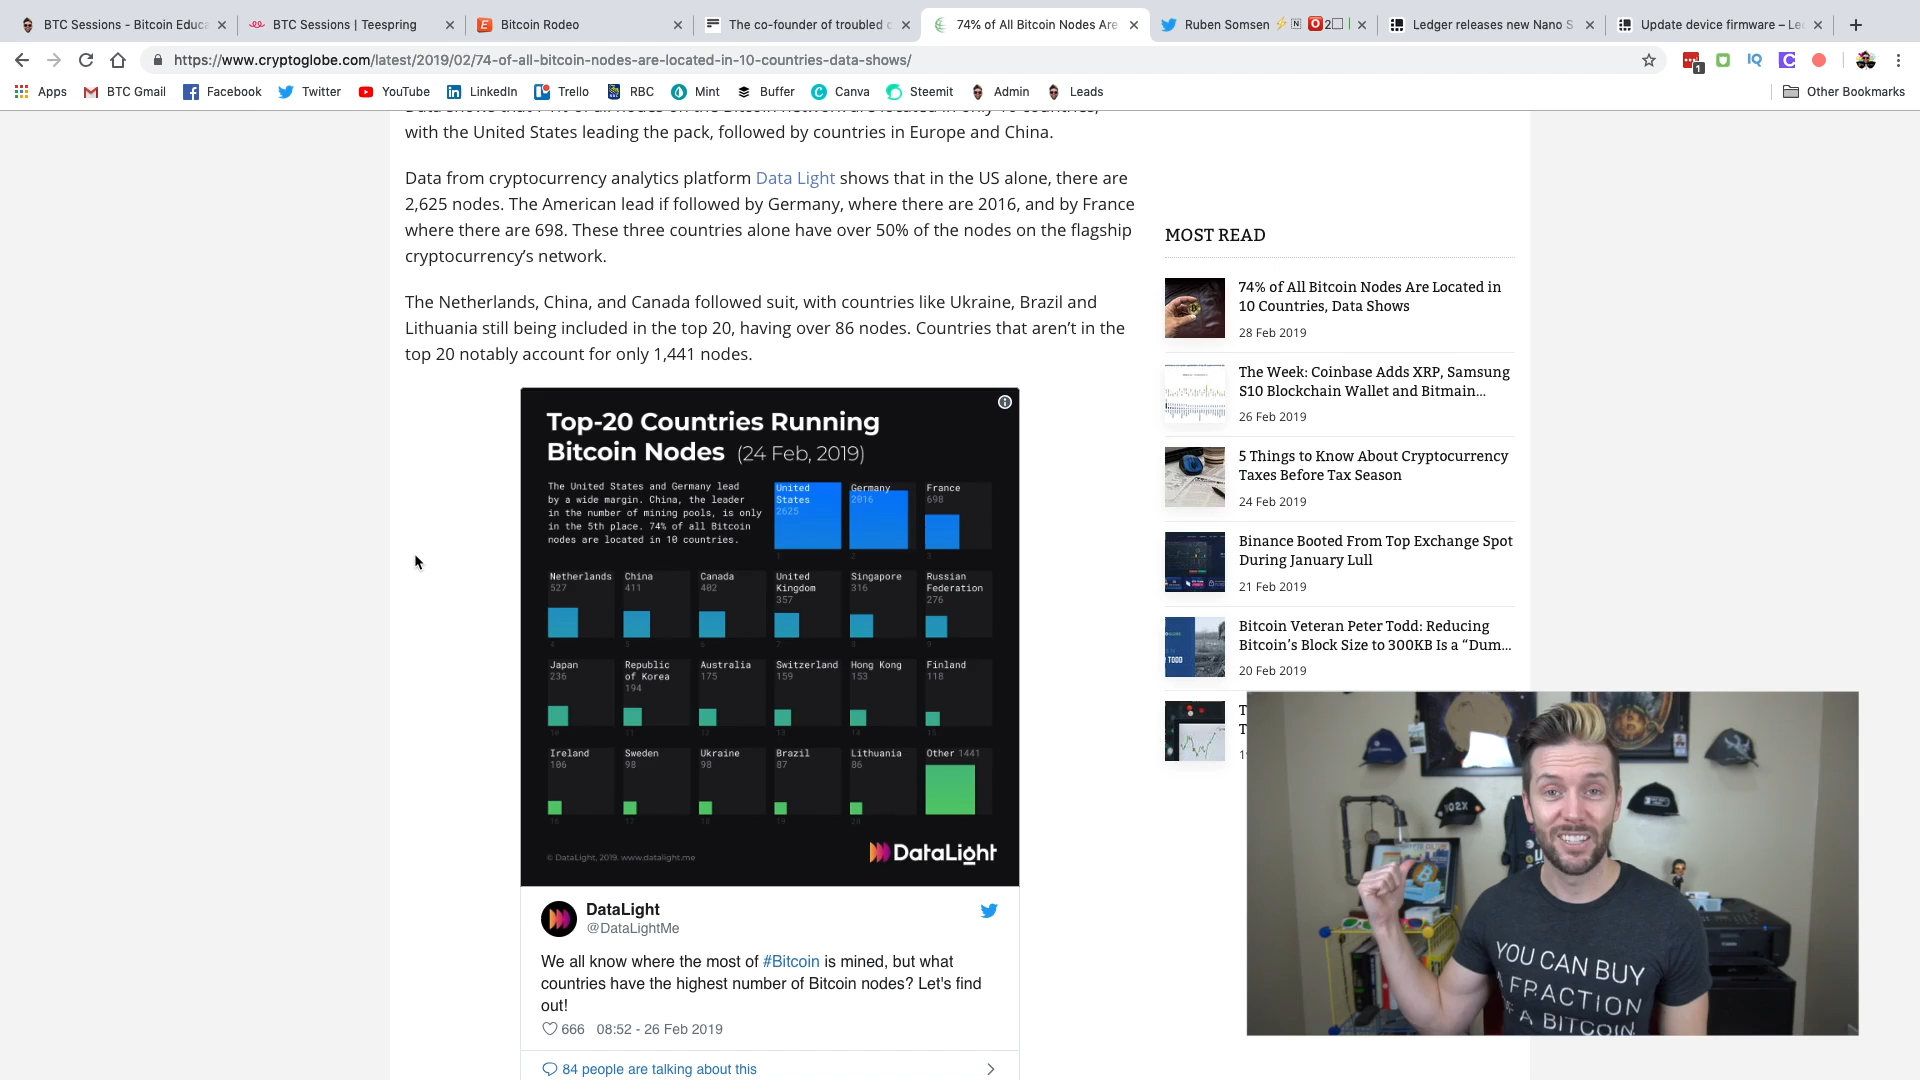 BTC Sessions - Bitcoin Educa
BTC Sessions | Teespring
Bitcoin Rodeo
The co-founder of troubled c
74% of All Bitcoin Nodes Are
Ruben Somsen
Ledger releases new Nano S
Update device firmware – Le
https://www.cryptoglobe.com/latest/2019/02/74-of-all-bitcoin-nodes-are-located-in-10-countries-data-shows/
IQ
1
Apps
BTC Gmail
Facebook
Twitter
YouTube
LinkedIn
Trello
RBC
Mint
Buffer
Canva
Steemit
Admin
Leads
Other Bookmarks
with the United States leading the pack, followed by countries in Europe and China.
Data from cryptocurrency analytics platform Data Light shows that in the US alone, there are
2,625 nodes. The American lead if followed by Germany, where there are 2016, and by France
where there are 698. These three countries alone have over 50% of the nodes on the flagship
cryptocurrency's network.
The Netherlands, China, and Canada followed suit, with countries like Ukraine, Brazil and
Lithuania still being included in the top 20, having over 86 nodes. Countries that aren't in the
top 20 notably account for only 1,441 nodes.
Top-20 Countries Running
Bitcoin Nodes (24 Feb, 2019)
The United States and Germany lead
by a wide margin. China, the leader
in the number of mining pools, is only
in the 5th place. 74% of all Bitcoin
nodes are located in 10 countries.
United States 2625
Germany 2016
France 698
Netherlands 527
China 411
Canada 402
United Kingdom 357
Singapore 316
Russian Federation 276
Japan 236
Republic of Korea 194
Australia 175
Switzerland 159
Hong Kong 153
Finland 118
Ireland 106
Sweden 98
Ukraine 98
Brazil 87
Lithuania 86
Other 1441
© DataLight, 2019. www.datalight.me
DataLight
DataLight
@DataLightMe
We all know where the most of #Bitcoin is mined, but what
countries have the highest number of Bitcoin nodes? Let's find
out!
666 08:52 - 26 Feb 2019
84 people are talking about this
MOST READ
74% of All Bitcoin Nodes Are Located in
10 Countries, Data Shows
28 Feb 2019
The Week: Coinbase Adds XRP, Samsung
S10 Blockchain Wallet and Bitmain...
26 Feb 2019
5 Things to Know About Cryptocurrency
Taxes Before Tax Season
24 Feb 2019
Binance Booted From Top Exchange Spot
During January Lull
21 Feb 2019
Bitcoin Veteran Peter Todd: Reducing
Bitcoin's Block Size to 300KB Is a “Dum...
20 Feb 2019
YOU CAN BUY
A FRACTION
OF A BITCOIN